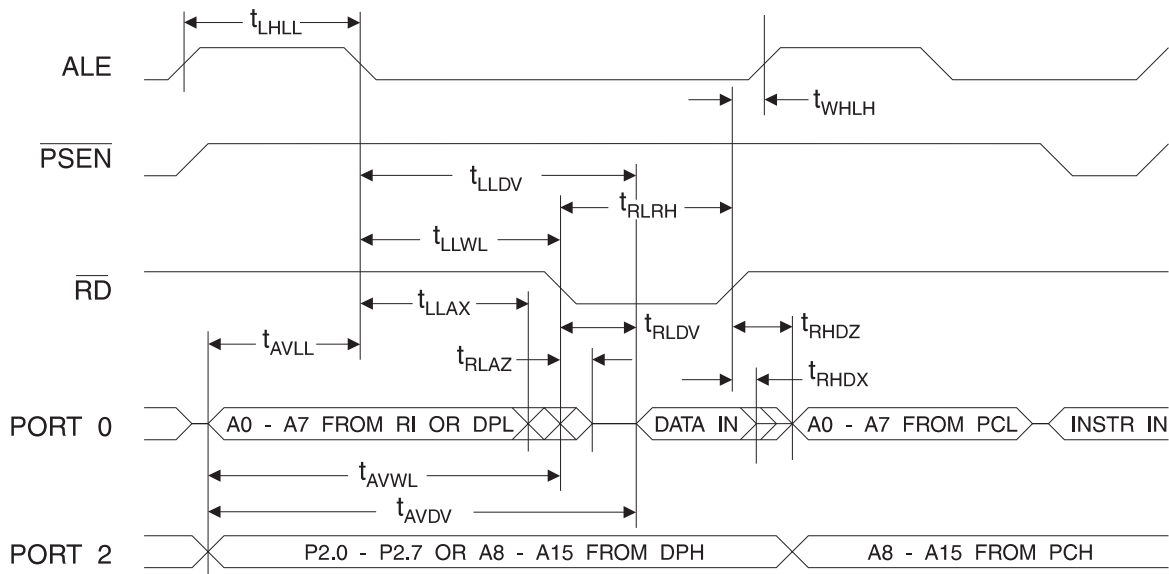 tLHLL
ALE
tWHLH
PSEN
tLLDV
tRLRH
tLLWL
RD
tLLAX
tRLDV
tRHDZ
tAVLL
tRLAZ
tRHDX
PORT 0
A0 - A7 FROM RI OR DPL
DATA IN
A0 - A7 FROM PCL
INSTR IN
tAVWL
tAVDV
PORT 2
P2.0 - P2.7 OR A8 - A15 FROM DPH
A8 - A15 FROM PCH